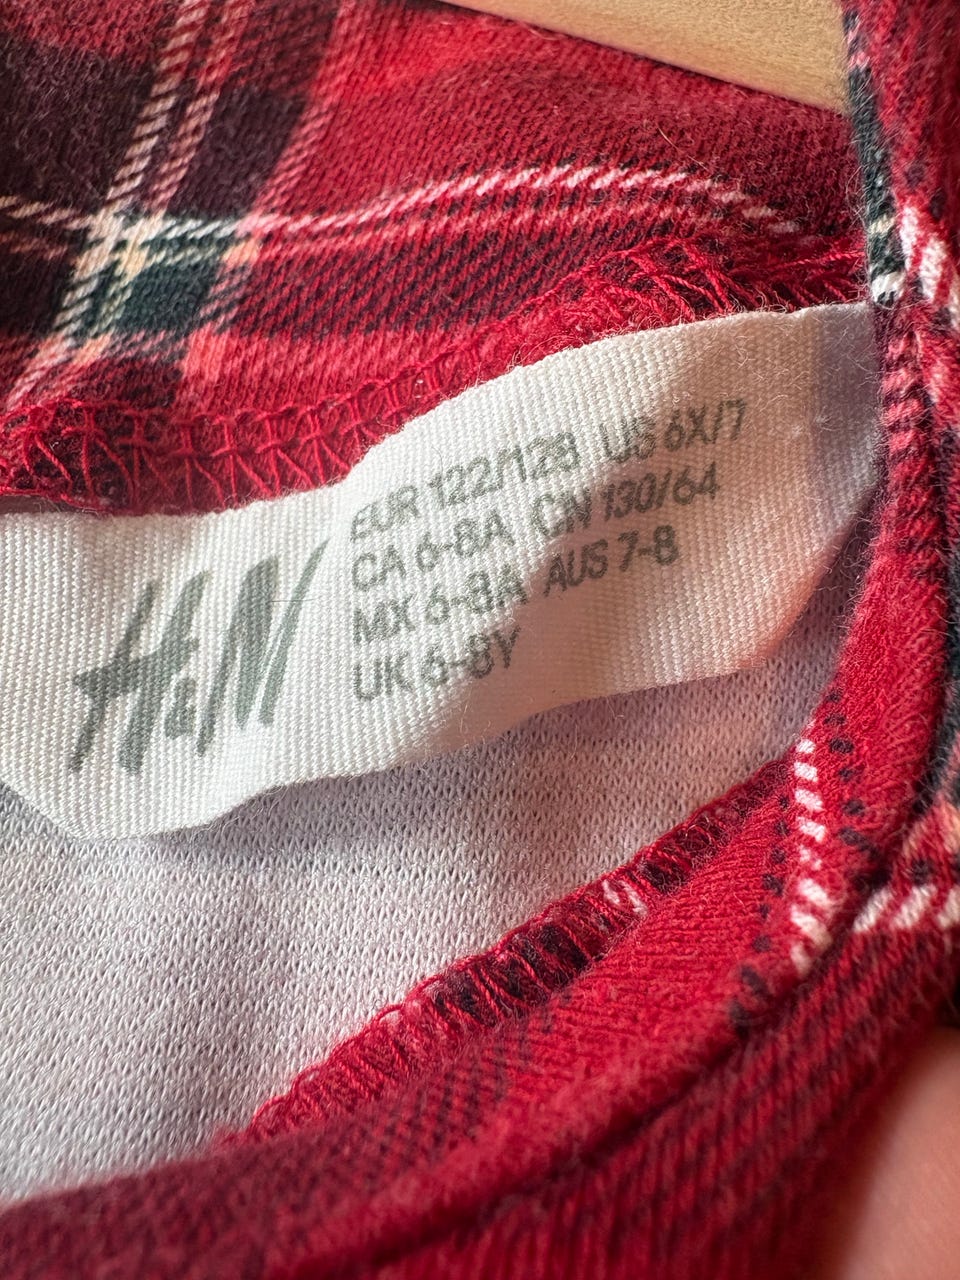 H&M
EUR 122/128 US 6X/7
CA 6-8A CN 130/64
MX 6-8A AUS 7-8
UK 6-8Y